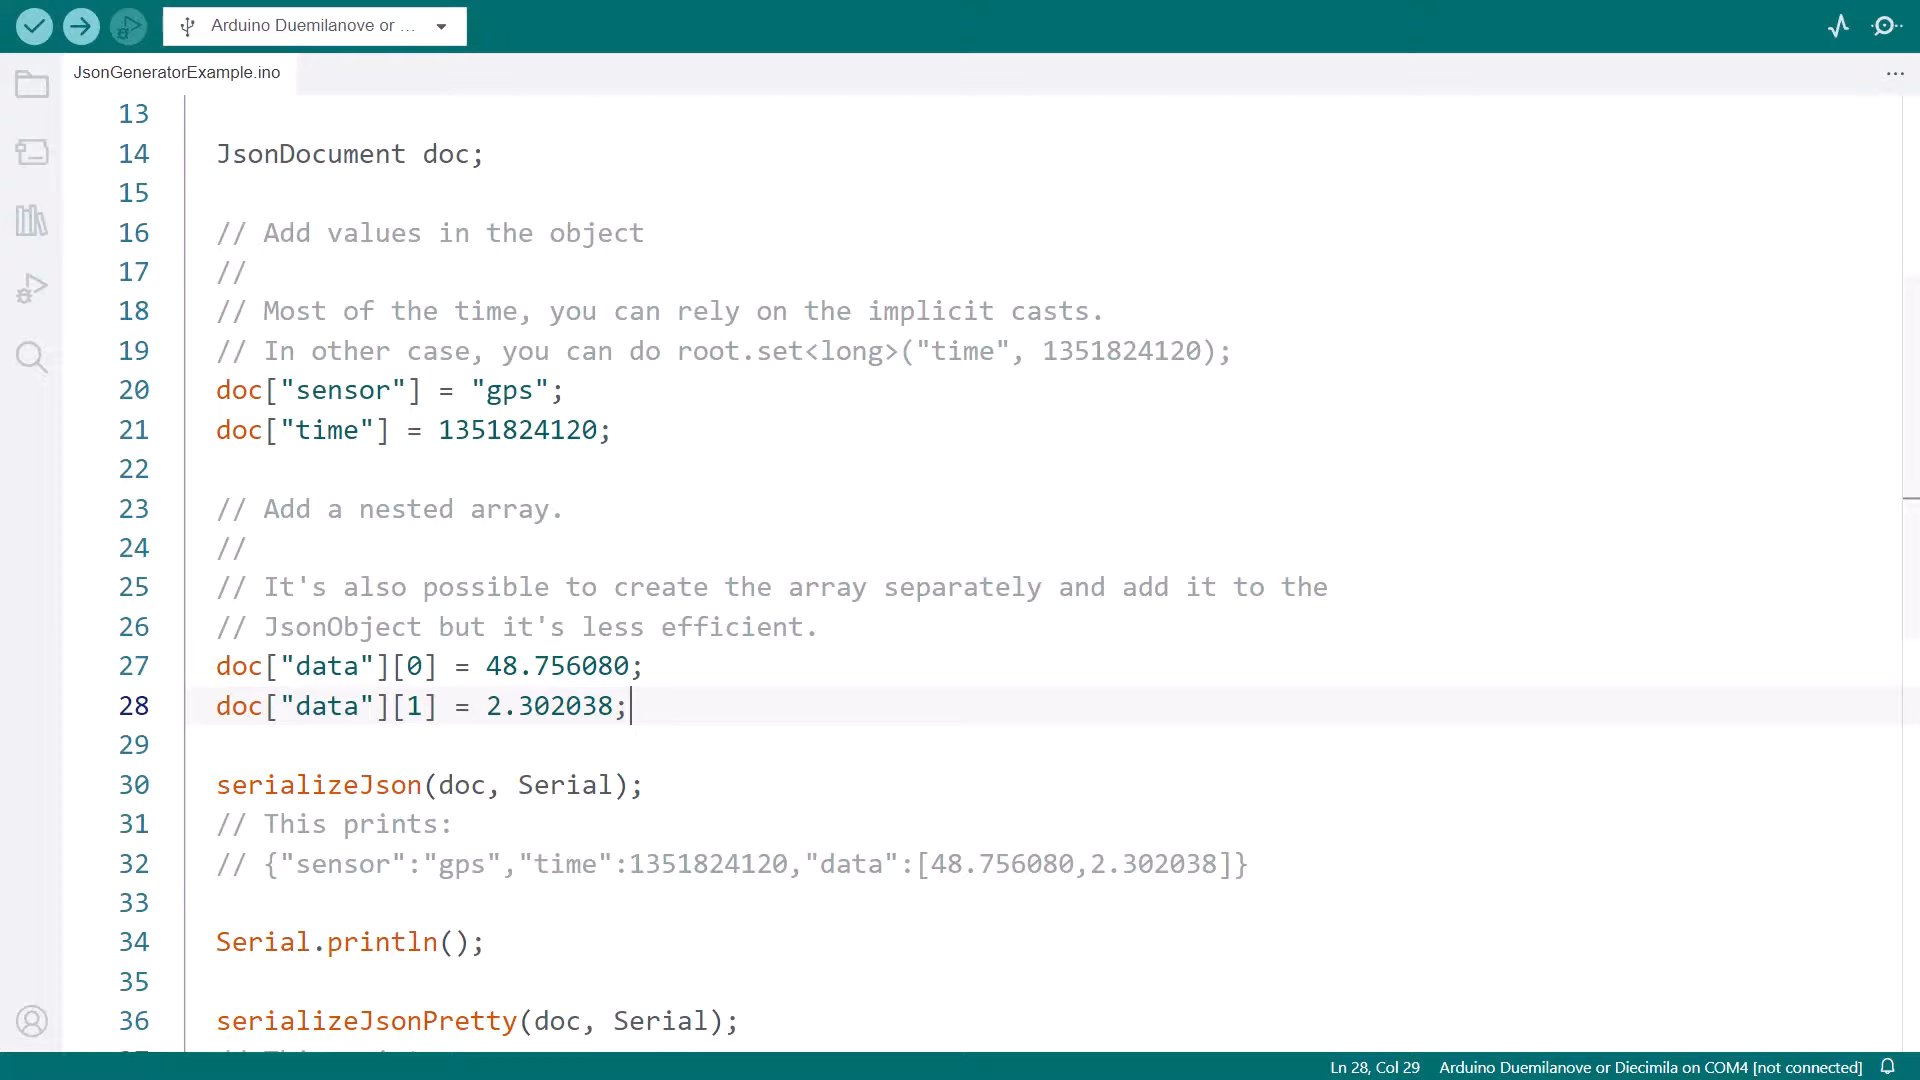 Arduino Duemilanove or ...
JsonGeneratorExample.ino
13
14 JsonDocument doc;
15
16 // Add values in the object
17 //
18 // Most of the time, you can rely on the implicit casts.
19 // In other case, you can do root.set<long>("time", 1351824120);
20 doc["sensor"] = "gps";
21 doc["time"] = 1351824120;
22
23 // Add a nested array.
24 //
25 // It's also possible to create the array separately and add it to the
26 // JsonObject but it's less efficient.
27 doc["data"][0] = 48.756080;
28 doc["data"][1] = 2.302038;
29
30 serializeJson(doc, Serial);
31 // This prints:
32 // {"sensor":"gps","time":1351824120,"data":[48.756080,2.302038]}
33
34 Serial.println();
35
36 serializeJsonPretty(doc, Serial);
Ln 28, Col 29 Arduino Duemilanove or Diecimila on COM4 [not connected]